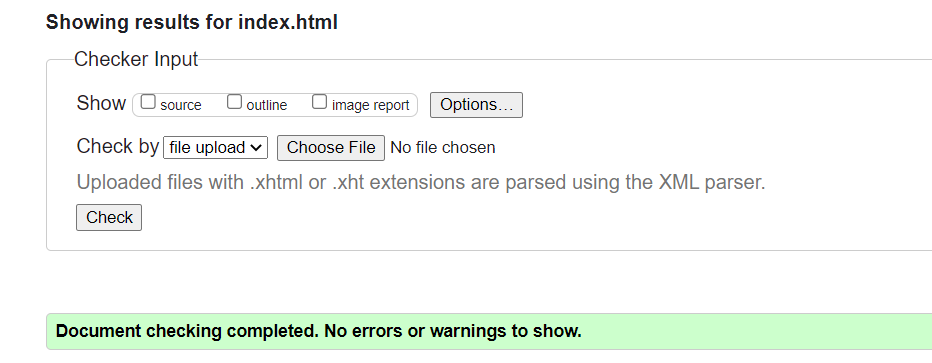 Showing results for index.html
Checker Input
Show source outline image report Options...
Check by file upload Choose File No file chosen
Uploaded files with .xhtml or .xht extensions are parsed using the XML parser.
Check
Document checking completed. No errors or warnings to show.